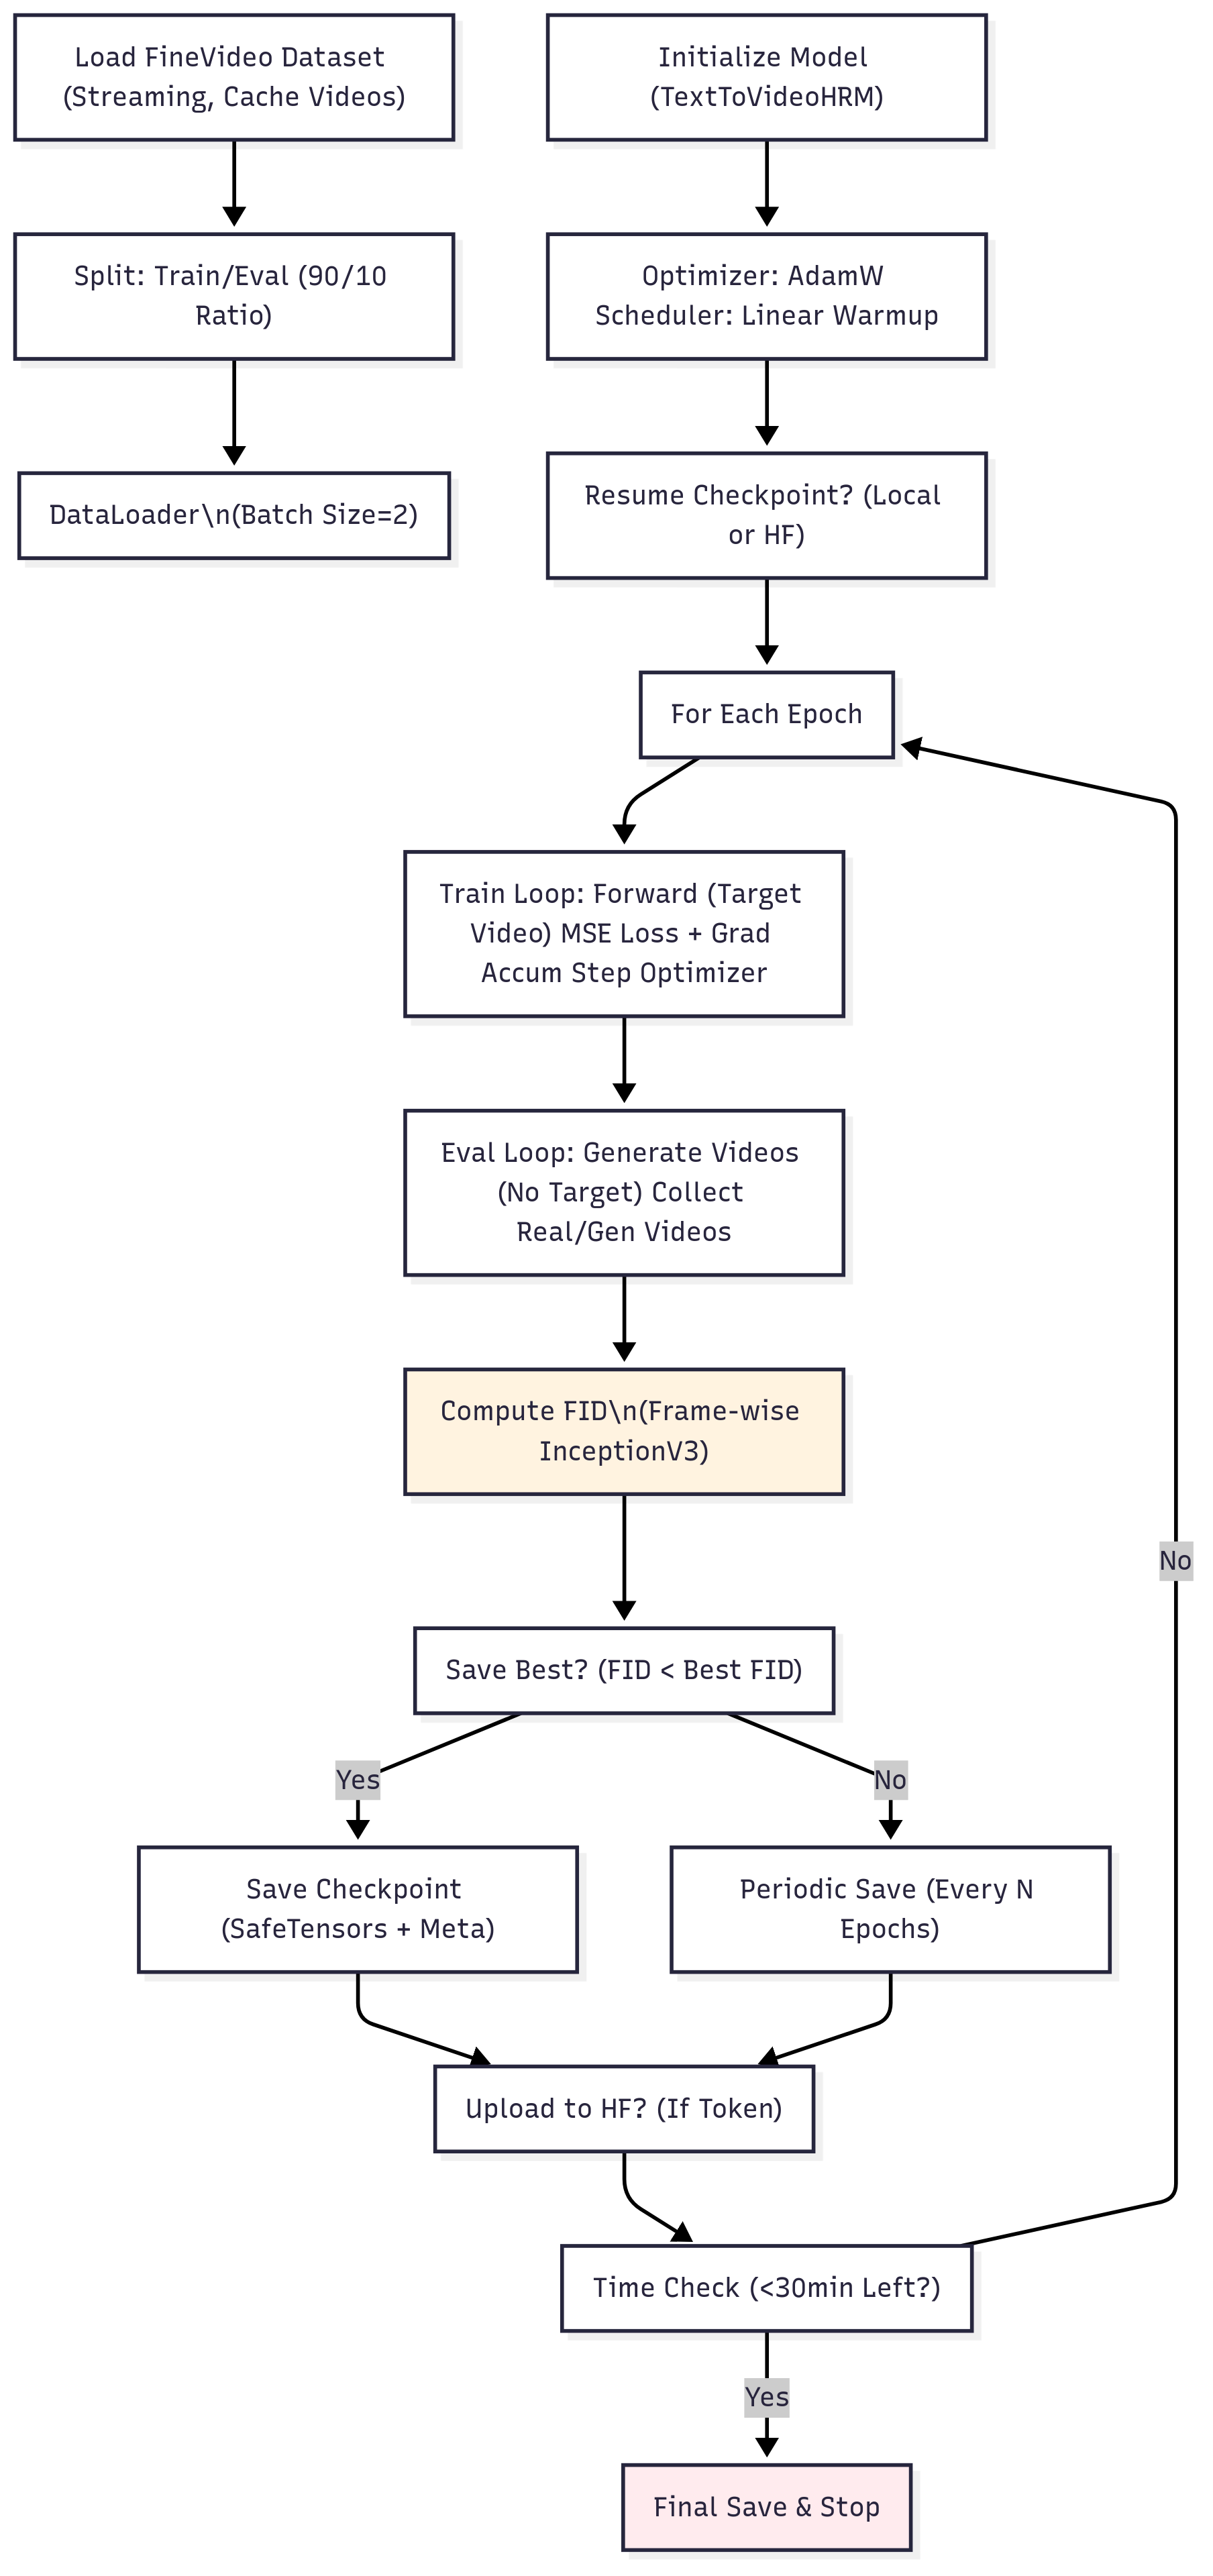 Load FineVideo Dataset
(Streaming, Cache Videos)
Split: Train/Eval (90/10
Ratio)
DataLoader\n(Batch Size=2)
Initialize Model
(TextToVideoHRM)
Optimizer: AdamW
Scheduler: Linear Warmup
Resume Checkpoint? (Local
or HF)
For Each Epoch
Train Loop: Forward (Target
Video) MSE Loss + Grad
Accum Step Optimizer
Eval Loop: Generate Videos
(No Target) Collect
Real/Gen Videos
Compute FID\n(Frame-wise
InceptionV3)
No
Save Best? (FID < Best FID)
Yes
No
Save Checkpoint
(SafeTensors + Meta)
Periodic Save (Every N
Epochs)
Upload to HF? (If Token)
Time Check (<30min Left?)
Yes
Final Save & Stop